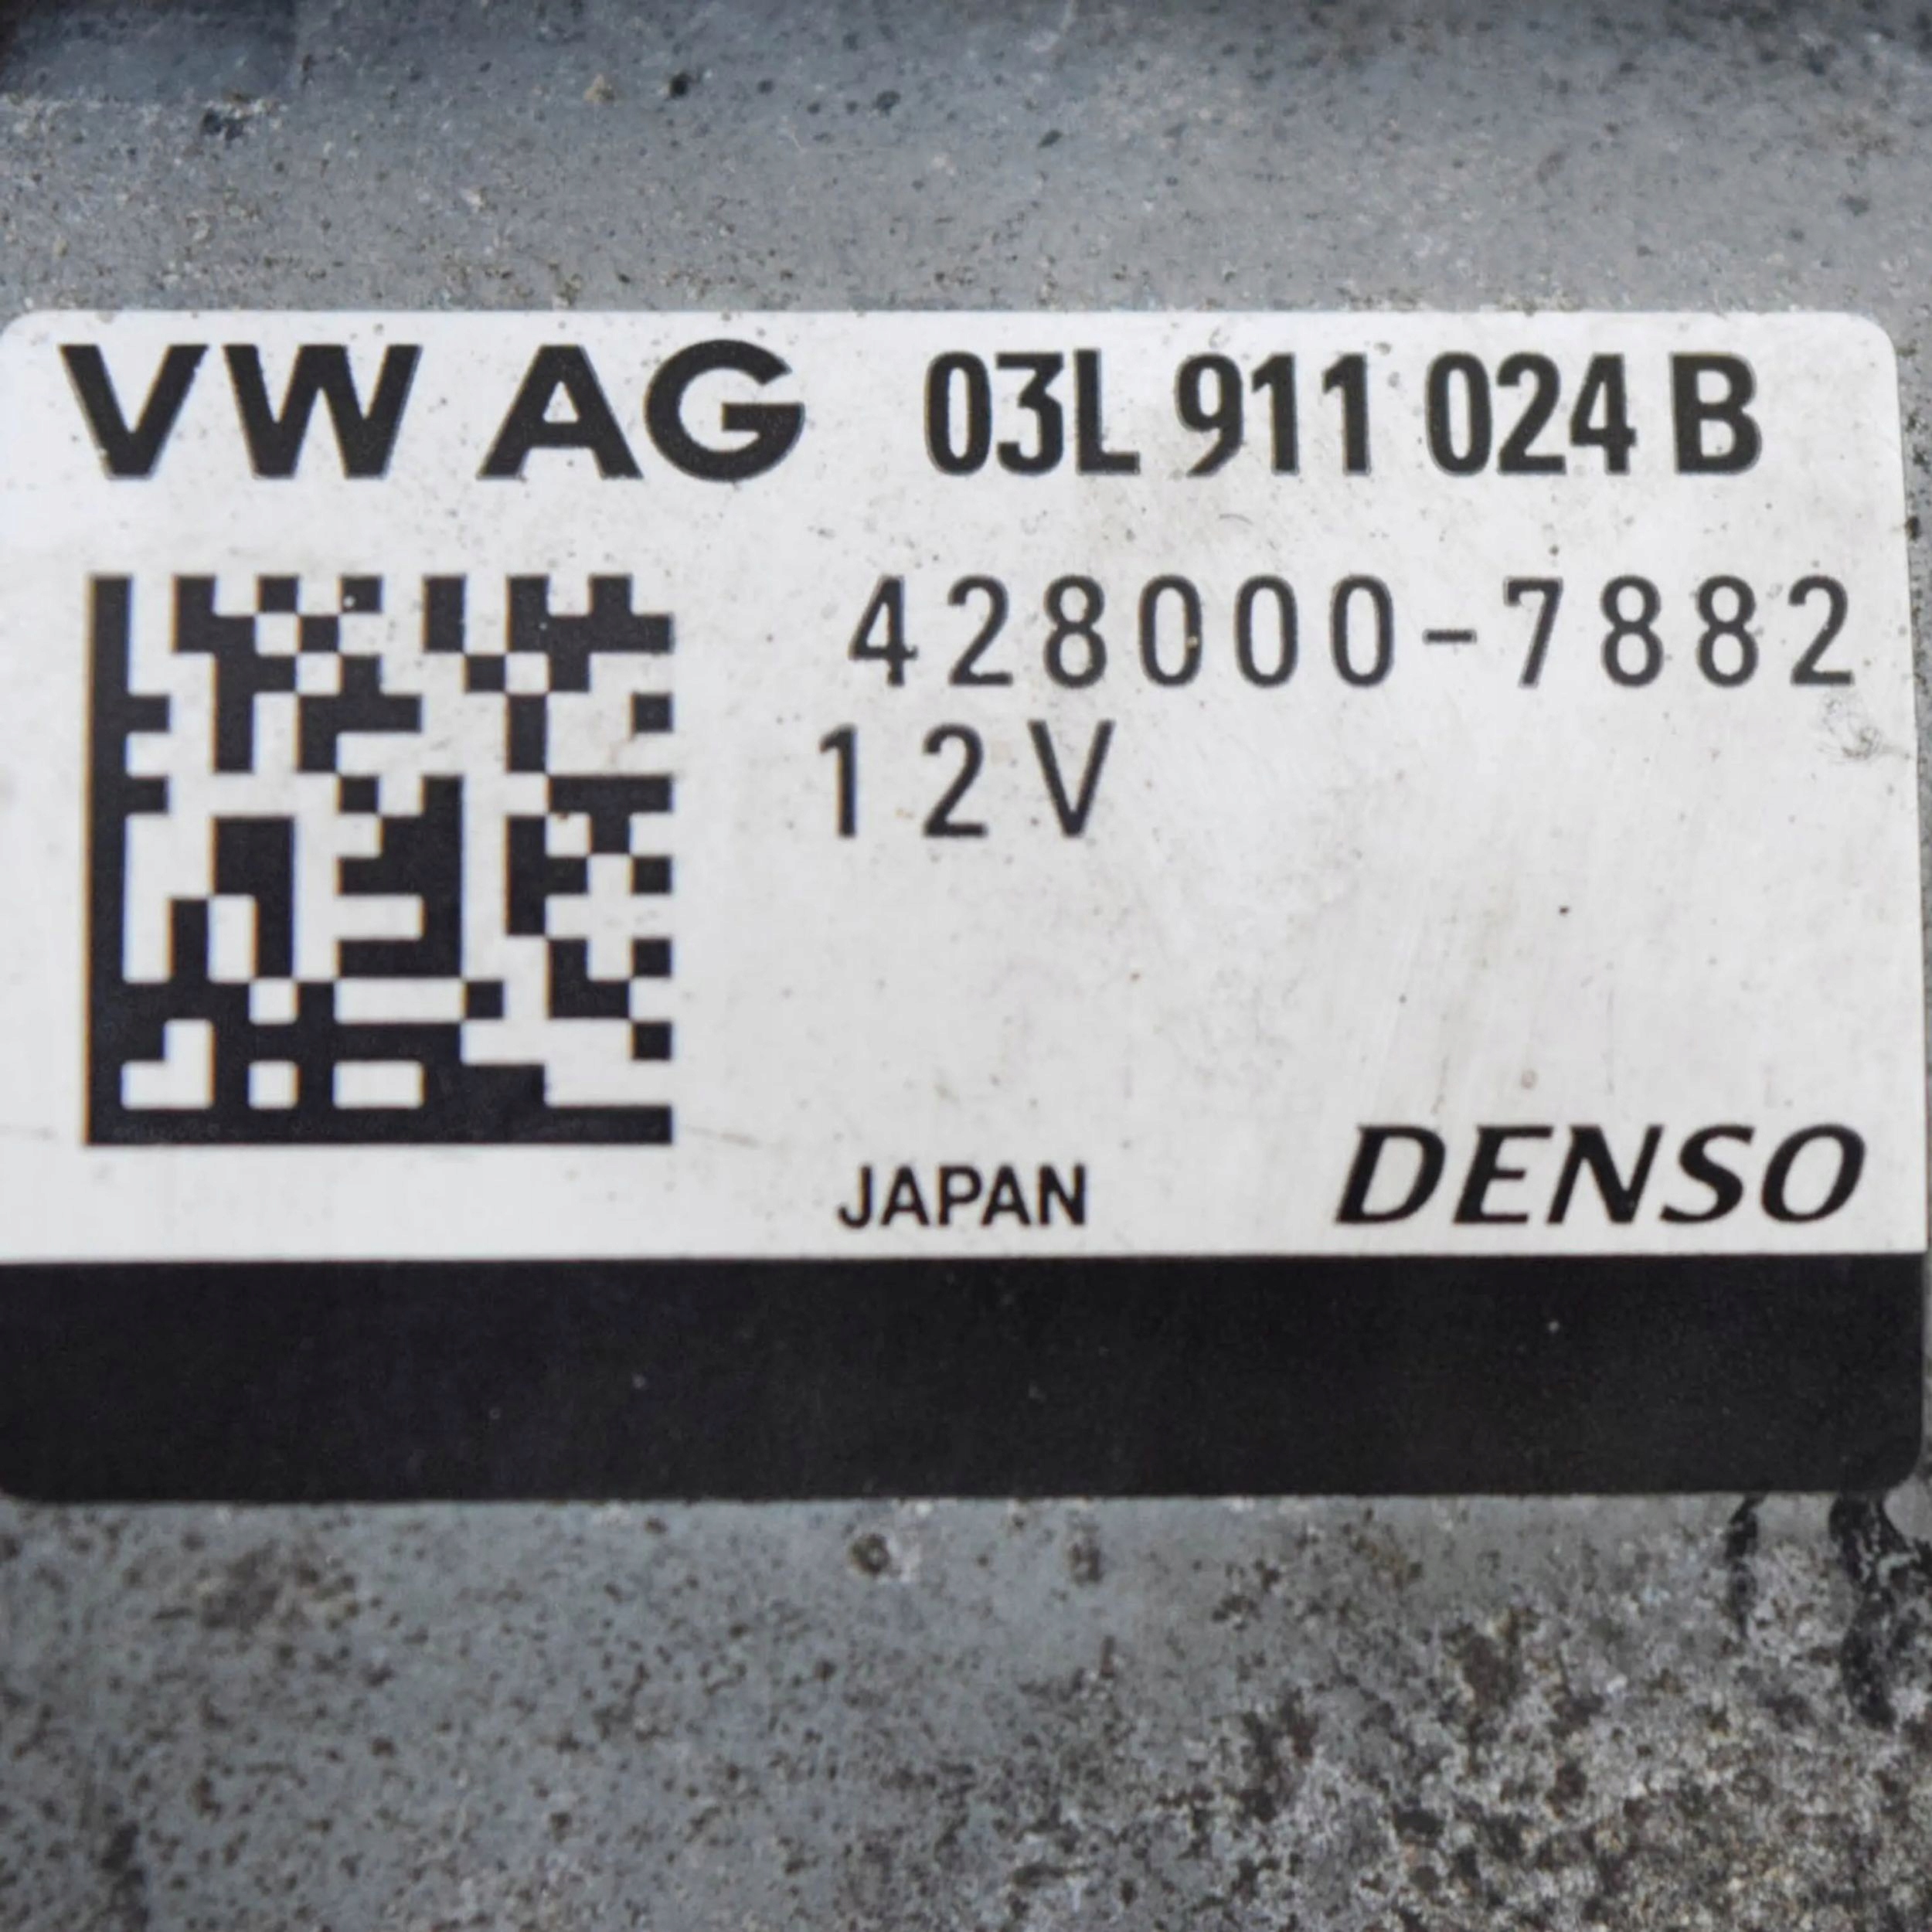 VW AG 03L 911 024 B
428000-7882
12V
JAPAN DENSO